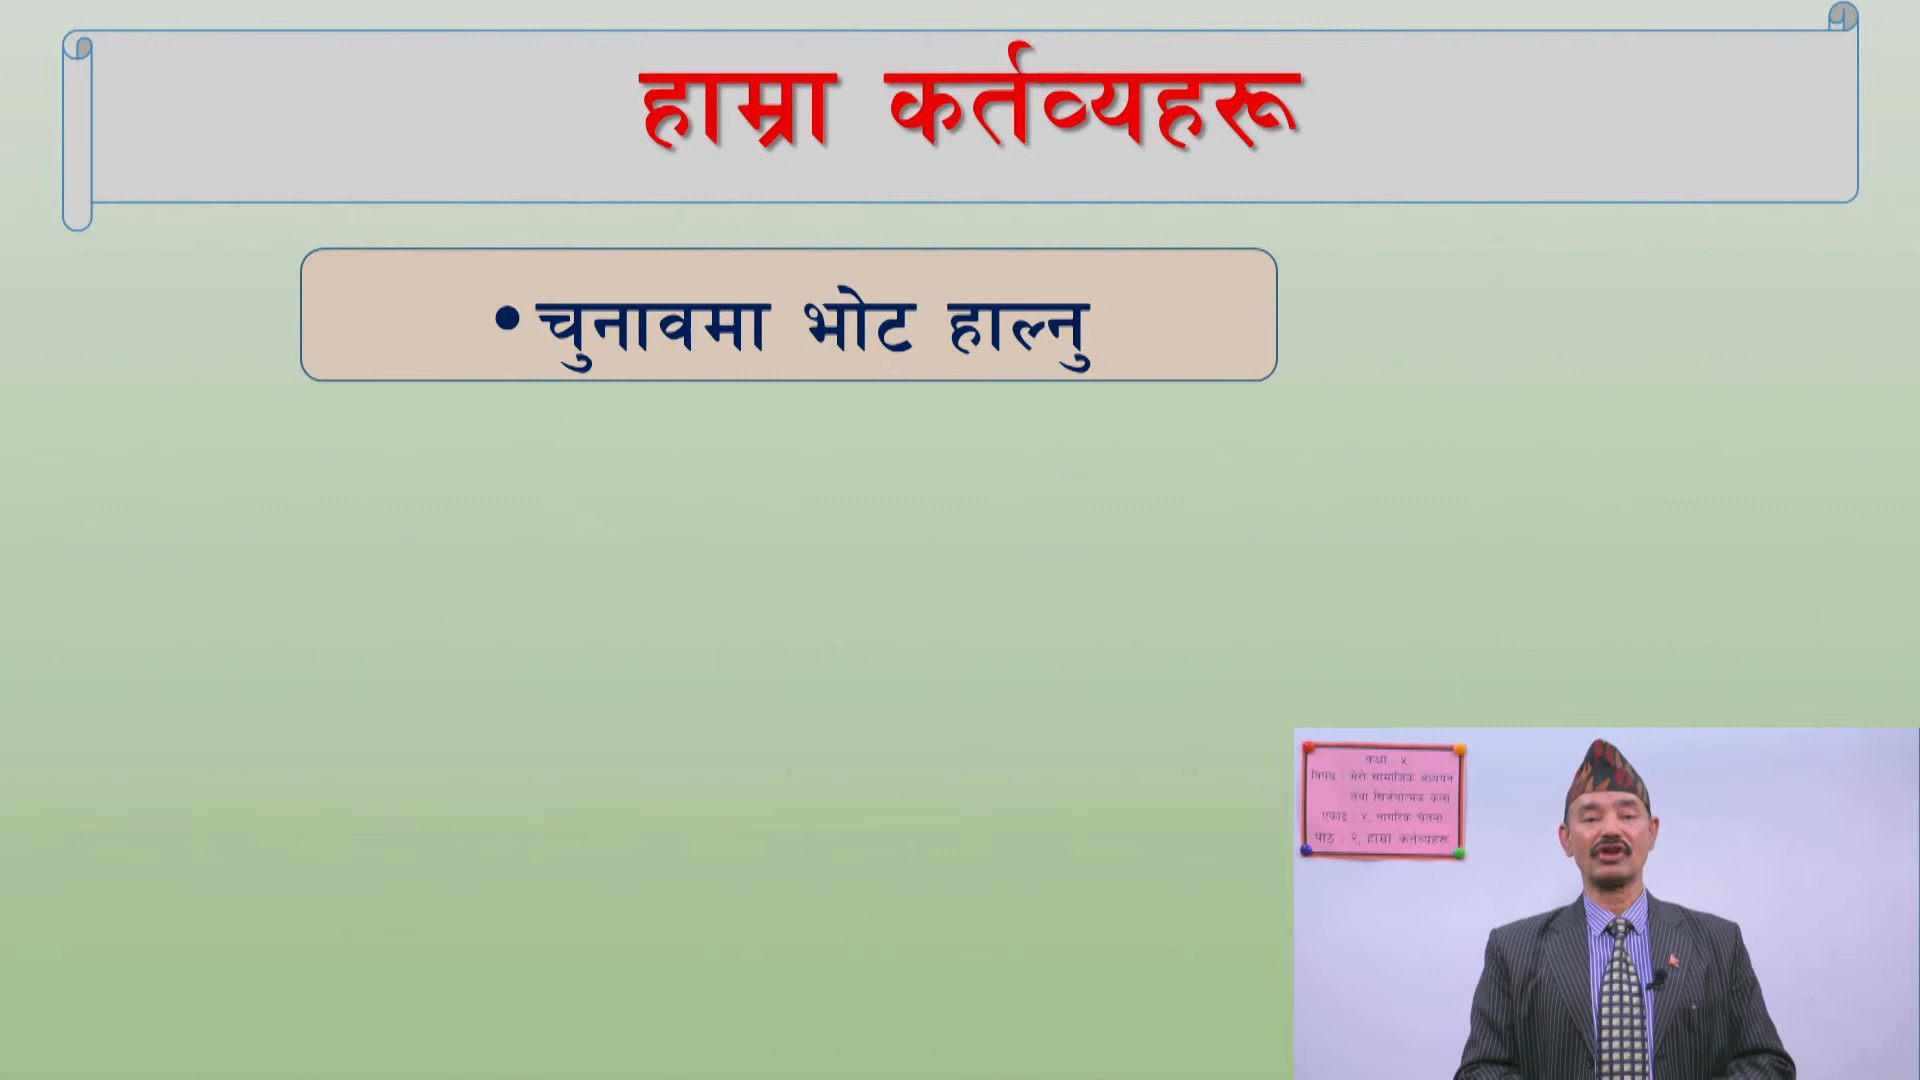 हाम्रा कर्तव्यहरू
•चुनावमा भोट हाल्नु
कक्षा : ५
विषय : मेरो सामाजिक अध्ययन
तथा सिर्जनात्मक कला
एकाइ : ४, नागरिक चेतना
पाठ : २, हाम्रा कर्तव्यहरू